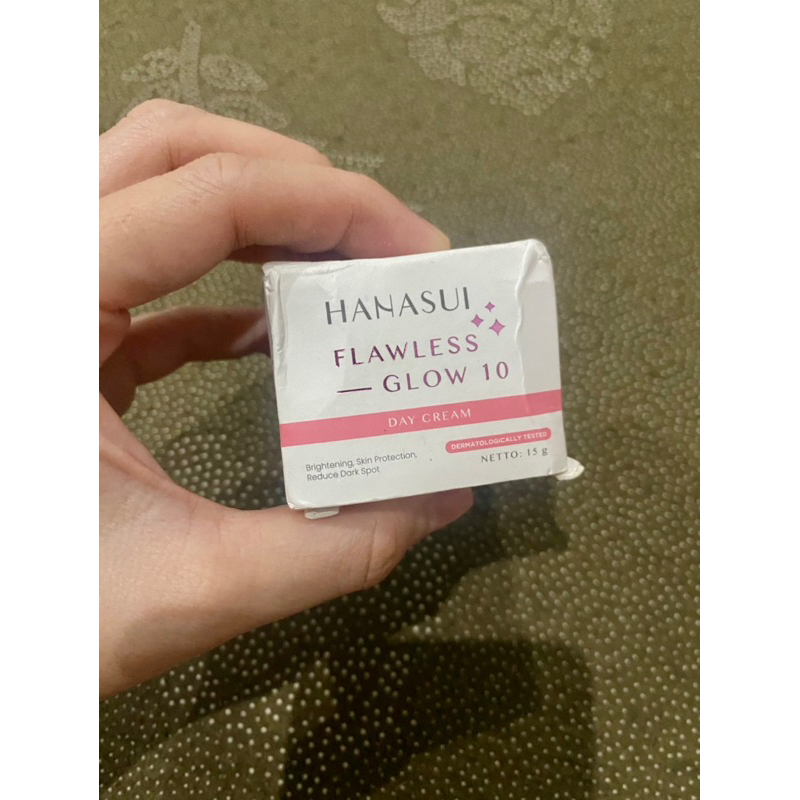 HANASUI
FLAWLESS
GLOW 10
DAY CREAM
DERMATOLOGICALLY TESTED
Brightening, Skin Protection,
Reduce Dark Spot
NETTO: 15 g